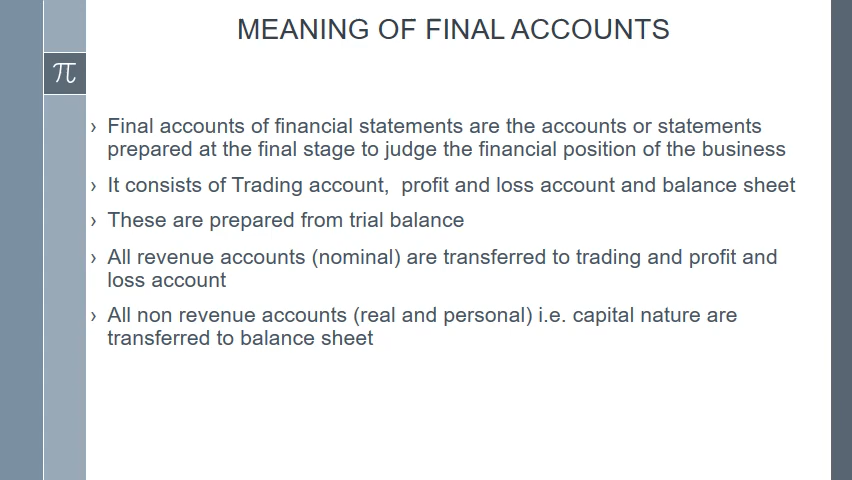 MEANING OF FINAL ACCOUNTS
π
› Final accounts of financial statements are the accounts or statements
prepared at the final stage to judge the financial position of the business
› It consists of Trading account,  profit and loss account and balance sheet
› These are prepared from trial balance
› All revenue accounts (nominal) are transferred to trading and profit and
loss account
› All non revenue accounts (real and personal) i.e. capital nature are
transferred to balance sheet